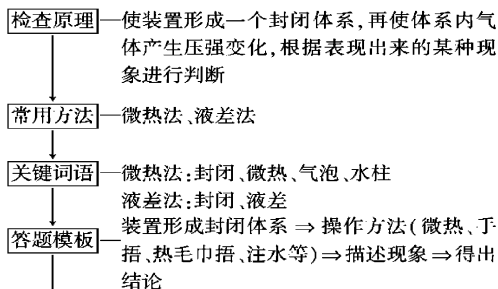 检查原理—使装置形成一个封闭体系,再使体系内气
体产生压强变化,根据表现出来的某种现
象进行判断
常用方法—微热法、液差法
关键词语—微热法:封闭、微热、气泡、水柱
液差法:封闭、液差
答题模板—装置形成封闭体系⇒操作方法(微热、手
捂、热毛巾捂、注水等)⇒描述现象⇒得出
结论